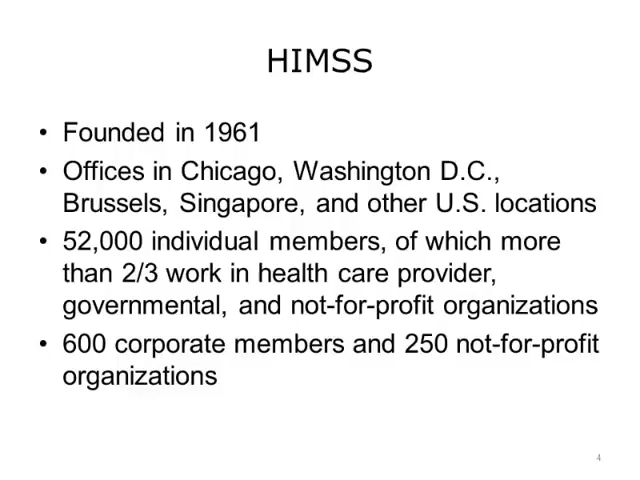 HIMSS
• Founded in 1961
• Offices in Chicago, Washington D.C.,
Brussels, Singapore, and other U.S. locations
• 52,000 individual members, of which more
than 2/3 work in health care provider,
governmental, and not-for-profit organizations
• 600 corporate members and 250 not-for-profit
organizations
4